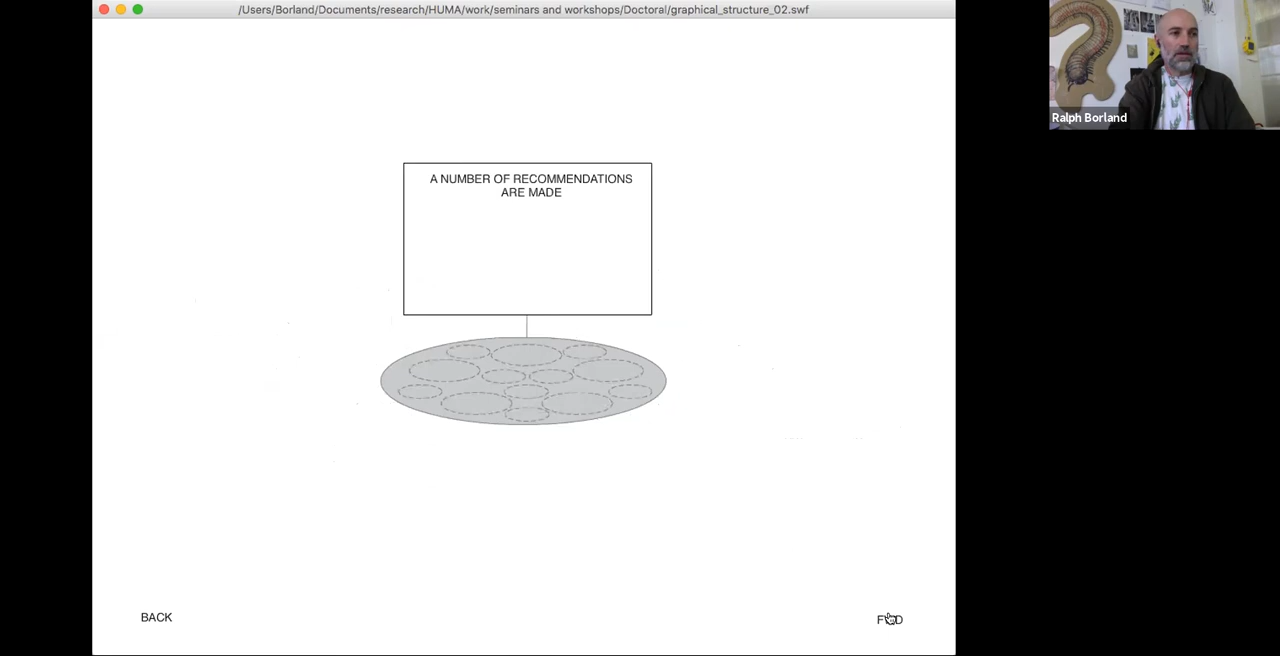 /Users/Borland/Documents/research/HUMA/work/seminars and workshops/Doctoral/graphical_structure_02.swf
Ralph Borland
A NUMBER OF RECOMMENDATIONS
ARE MADE
BACK